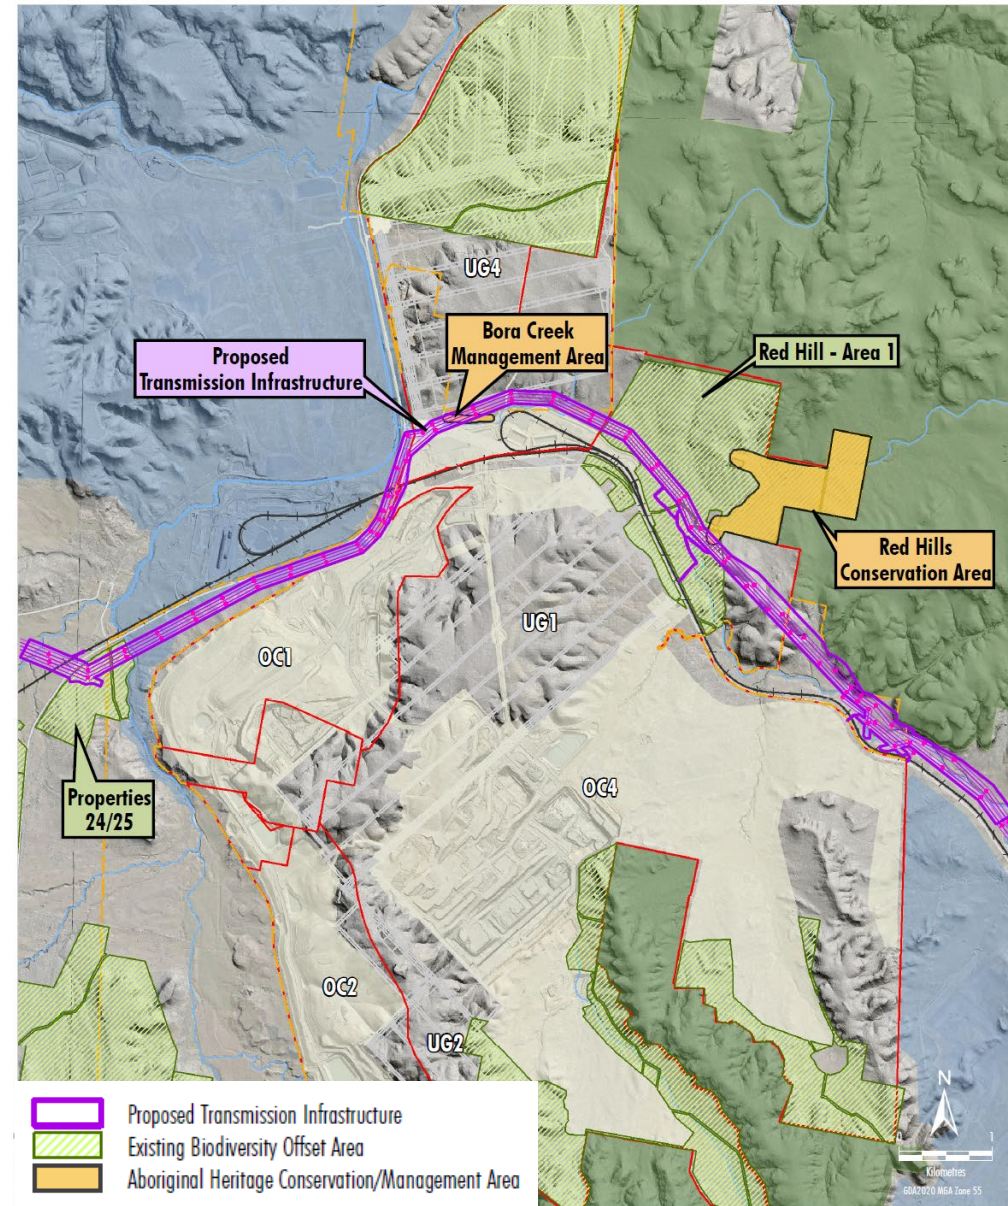 UG4
Bora Creek
Management Area
Proposed
Transmission Infrastructure
Red Hill - Area 1
Red Hills
Conservation Area
UG1
OC1
OC4
Properties
24/25
OC2
UG2
N
0 1
Kilometres
GDA2020 MGA Zone 55
Proposed Transmission Infrastructure
Existing Biodiversity Offset Area
Aboriginal Heritage Conservation/Management Area